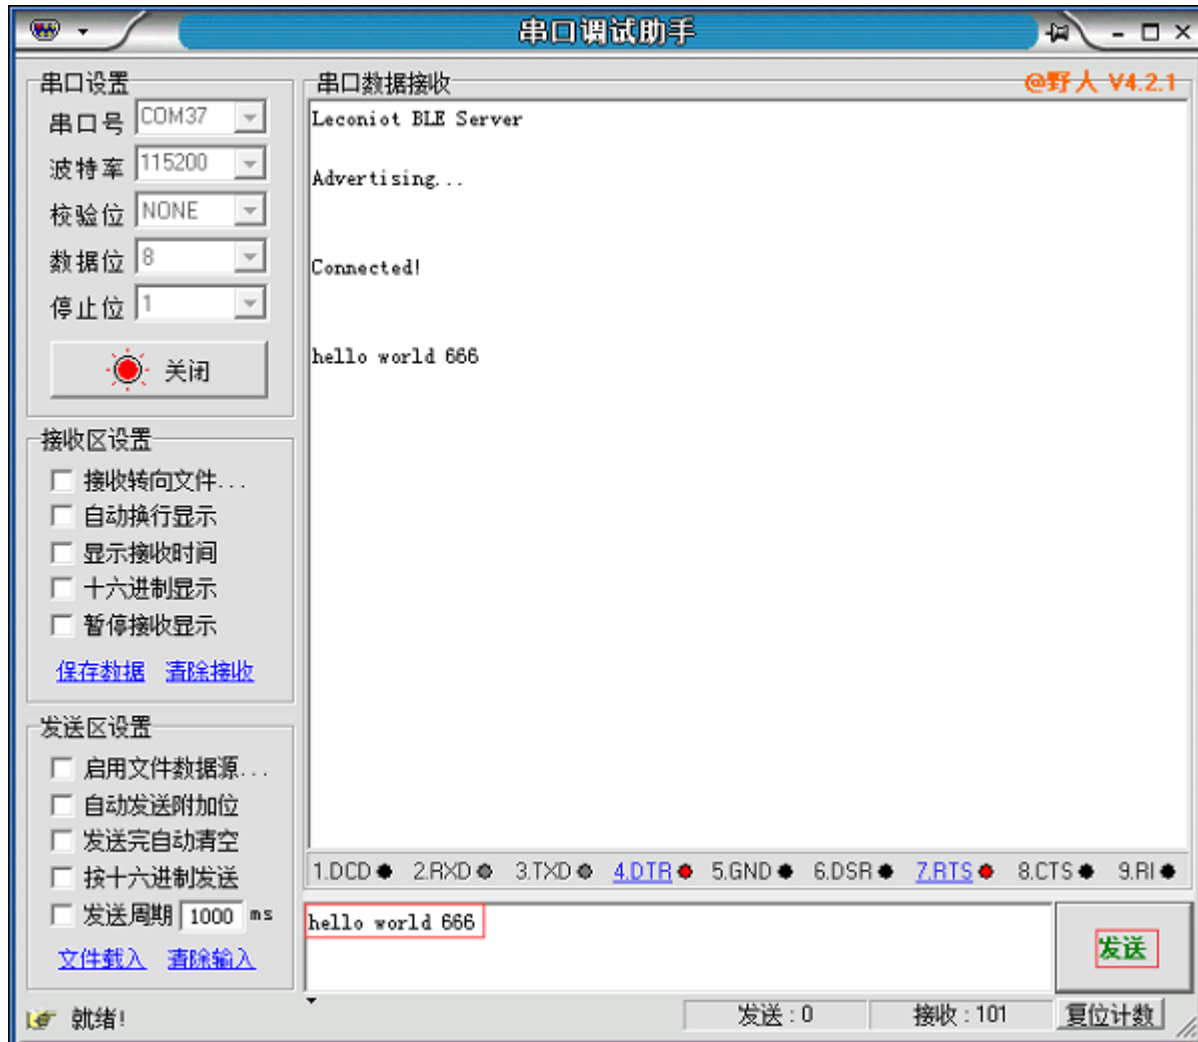 串口调试助手
串口设置
串口号 COM37
波特率 115200
校验位 NONE
数据位 8
停止位 1
关闭
接收区设置
接收转向文件...
自动换行显示
显示接收时间
十六进制显示
暂停接收显示
保存数据 清除接收
发送区设置
启用文件数据源...
自动发送附加位
发送完自动清空
按十六进制发送
发送周期 1000 ms
文件载入 清除输入
串口数据接收 @野人 V4.2.1
Leconiot BLE Server
Advertising...
Connected!
hello world 666
1.DCD 2.RXD 3.TXD 4.DTR 5.GND 6.DSR 7.RTS 8.CTS 9.RI
hello world 666
发送
就绪! 发送 : 0 接收 : 101 复位计数